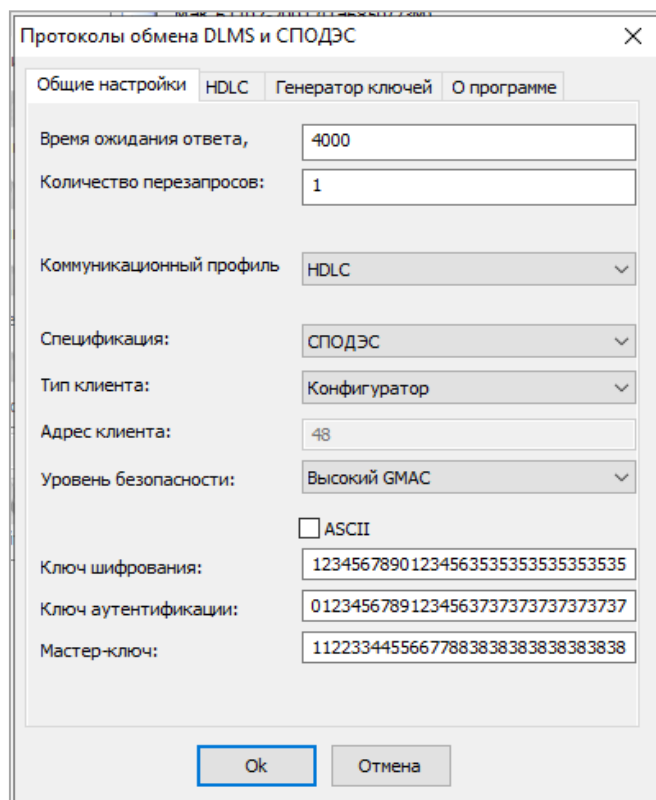 Протоколы обмена DLMS и СПОДЭС
Общие настройки HDLC Генератор ключей О программе
Время ожидания ответа, 4000
Количество перезапросов: 1
Коммуникационный профиль HDLC
Спецификация: СПОДЭС
Тип клиента: Конфигуратор
Адрес клиента: 48
Уровень безопасности: Высокий GMAC
ASCII
Ключ шифрования: 12345678901234563535353535353535
Ключ аутентификации: 01234567891234563737373737373737
Мастер-ключ: 11223344556677883838383838383838
Ok Отмена